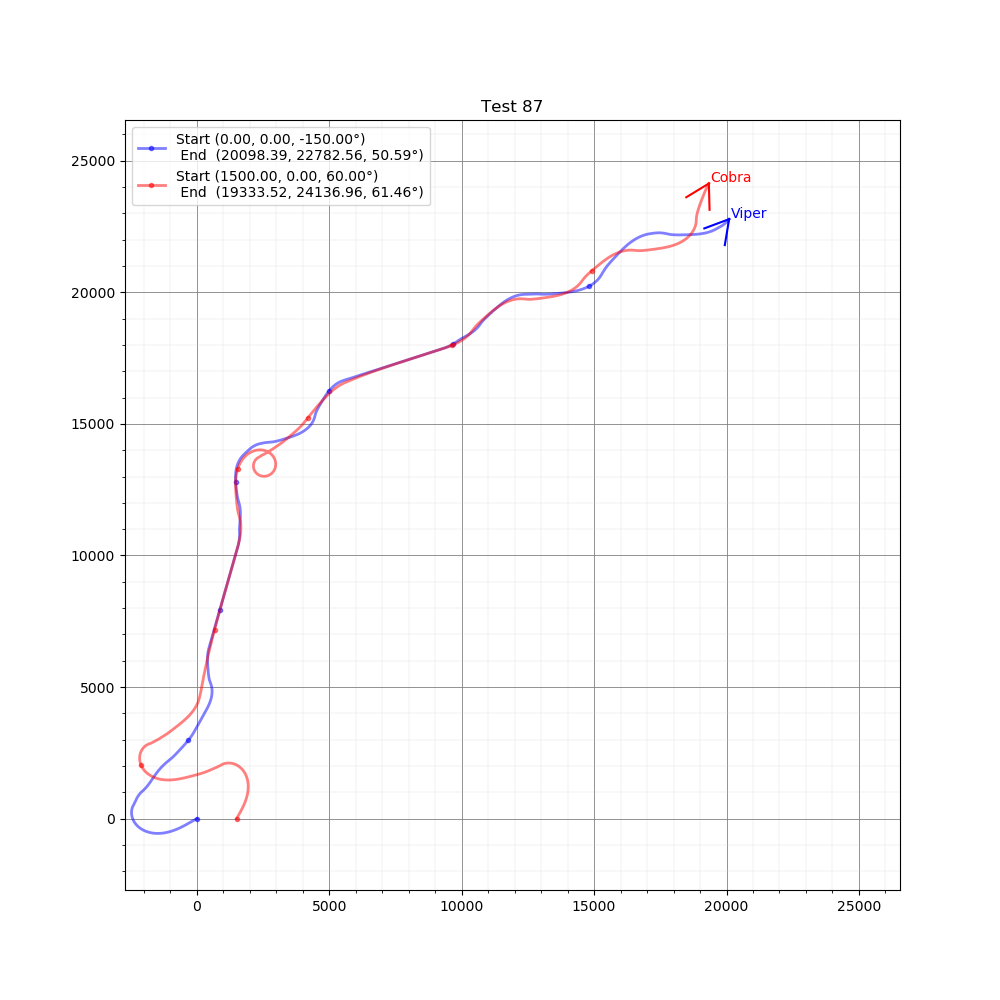 Test 87
Start (0.00, 0.00, -150.00°)
End  (20098.39, 22782.56, 50.59°)
Start (1500.00, 0.00, 60.00°)
End  (19333.52, 24136.96, 61.46°)
Cobra
Viper
25000
20000
15000
10000
5000
0
0
5000
10000
15000
20000
25000